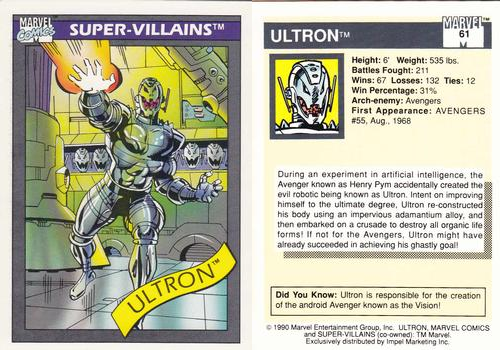 MARVEL
COMICS
SUPER-VILLAINS™
ULTRON™
ULTRON™
MARVEL™
61
Height: 6' Weight: 535 lbs.
Battles Fought: 211
Wins: 67 Losses: 132 Ties: 12
Win Percentage: 31%
Arch-enemy: Avengers
First Appearance: AVENGERS
#55, Aug., 1968
During an experiment in artificial intelligence, the
Avenger known as Henry Pym accidentally created the
evil robotic being known as Ultron. Intent on improving
himself to the ultimate degree, Ultron re-constructed
his body using an impervious adamantium alloy, and
then embarked on a crusade to destroy all organic life
forms! If not for the Avengers, Ultron might have
already succeeded in achieving his ghastly goal!
Did You Know: Ultron is responsible for the creation
of the android Avenger known as the Vision!
© 1990 Marvel Entertainment Group, Inc. ULTRON, MARVEL COMICS
and SUPER-VILLAINS (co-owned): TM Marvel.
Exclusively distributed by Impel Marketing Inc.